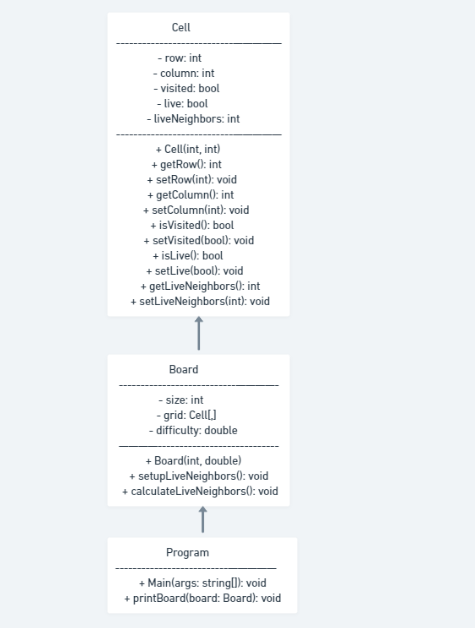 Cell
- row: int
- column: int
- visited: bool
- live: bool
- liveNeighbors: int
+ Cell(int, int)
+ getRow(): int
+ setRow(int): void
+ getColumn(): int
+ setColumn(int): void
+ isVisited(): bool
+ setVisited(bool): void
+ isLive(): bool
+ setLive(bool): void
+ getLiveNeighbors(): int
+ setLiveNeighbors(int): void
Board
- size: int
- grid: Cell[,]
- difficulty: double
+ Board(int, double)
+ setupLiveNeighbors(): void
+ calculateLiveNeighbors(): void
Program
+ Main(args: string[]): void
+ printBoard(board: Board): void